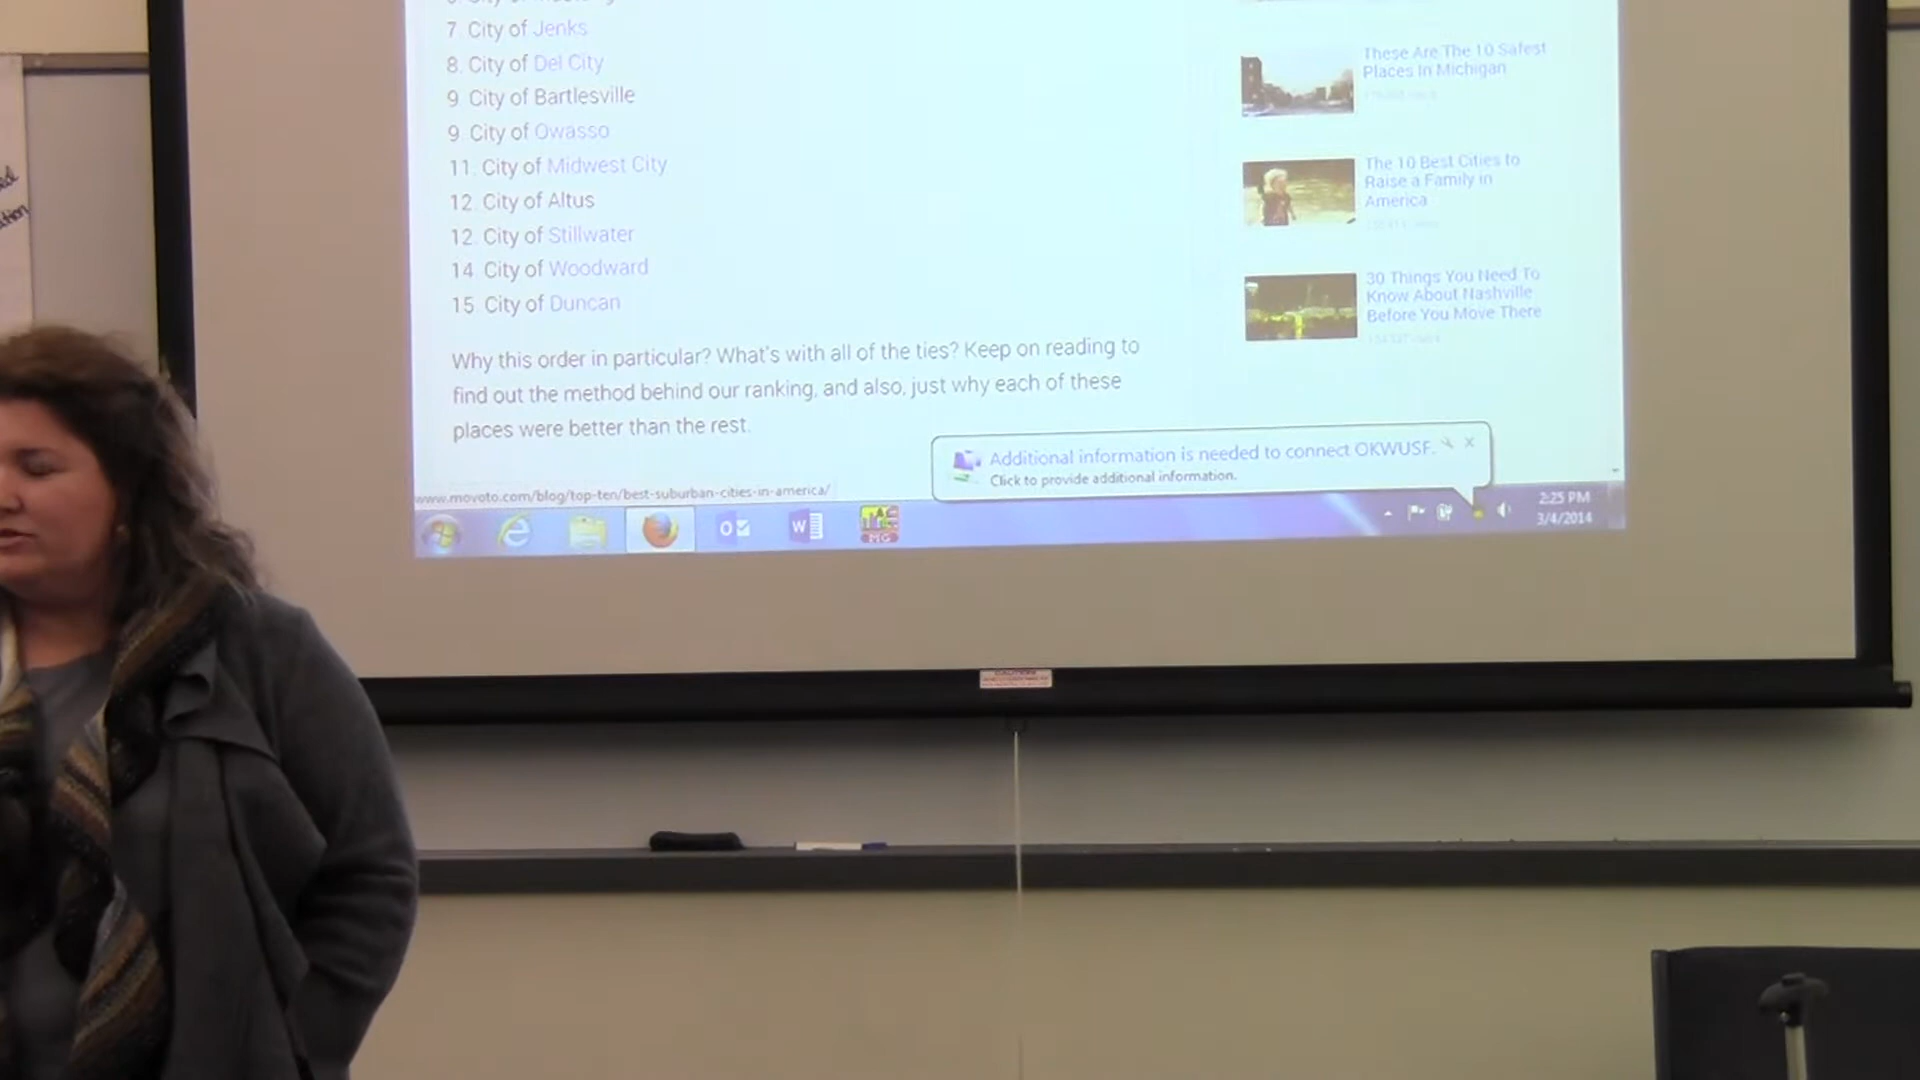 7. City of Jenks
8. City of Del City
9 City of Bartlesville
9. City of Owasso
11. City of Midwest City
12. City of Altus
12. City of Stillwater
14. City of Woodward
15. City of Duncan
Why this order in particular? What's with all of the ties? Keep on reading to
find out the method behind our ranking, and also, just why each of these
places were better than the rest.
These Are The 10 Safest
Places In Michigan
The 10 Best Cities to
Raise a Family in
America
30 Things You Need To
Know About Nashville
Before You Move There
Additional information is needed to connect OKWUSF.
Click to provide additional information.
www.movoto.com/blog/top-ten/best-suburban-cities-in-america/
2:25 PM
3/4/2014
MG